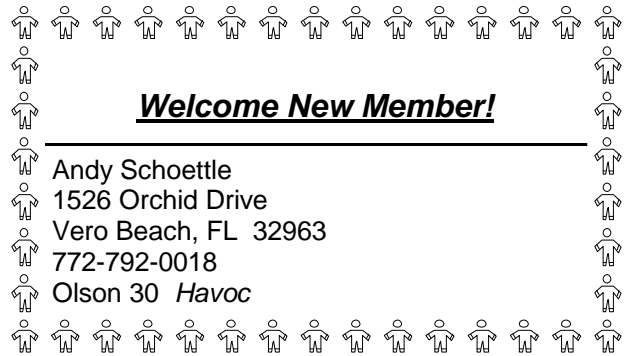 Welcome New Member!
Andy Schoettle
1526 Orchid Drive
Vero Beach, FL  32963
772-792-0018
Olson 30  Havoc